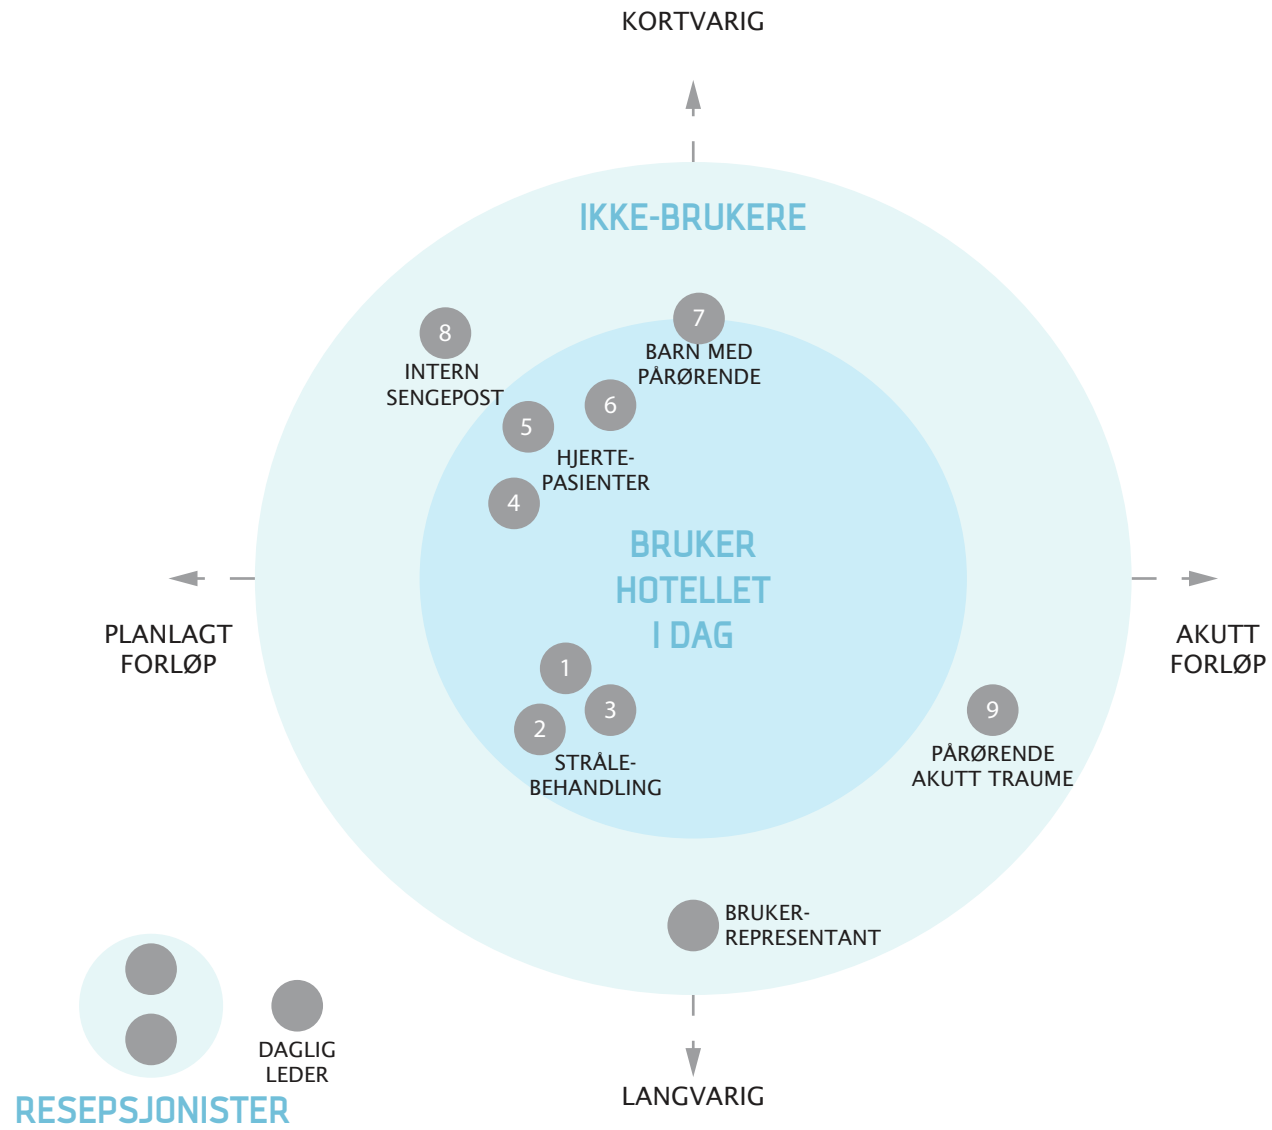 KORTVARIG
IKKE-BRUKERE
7
BARN MED
PÅRØRENDE
8
INTERN
SENGEPOST
6
5
HJERTE-
PASIENTER
4
BRUKER
HOTELLET
I DAG
PLANLAGT
FORLØP
AKUTT
FORLØP
1
3
2
STRÅLE-
BEHANDLING
9
PÅRØRENDE
AKUTT TRAUME
BRUKER-
REPRESENTANT
DAGLIG
LEDER
RESEPSJONISTER
LANGVARIG